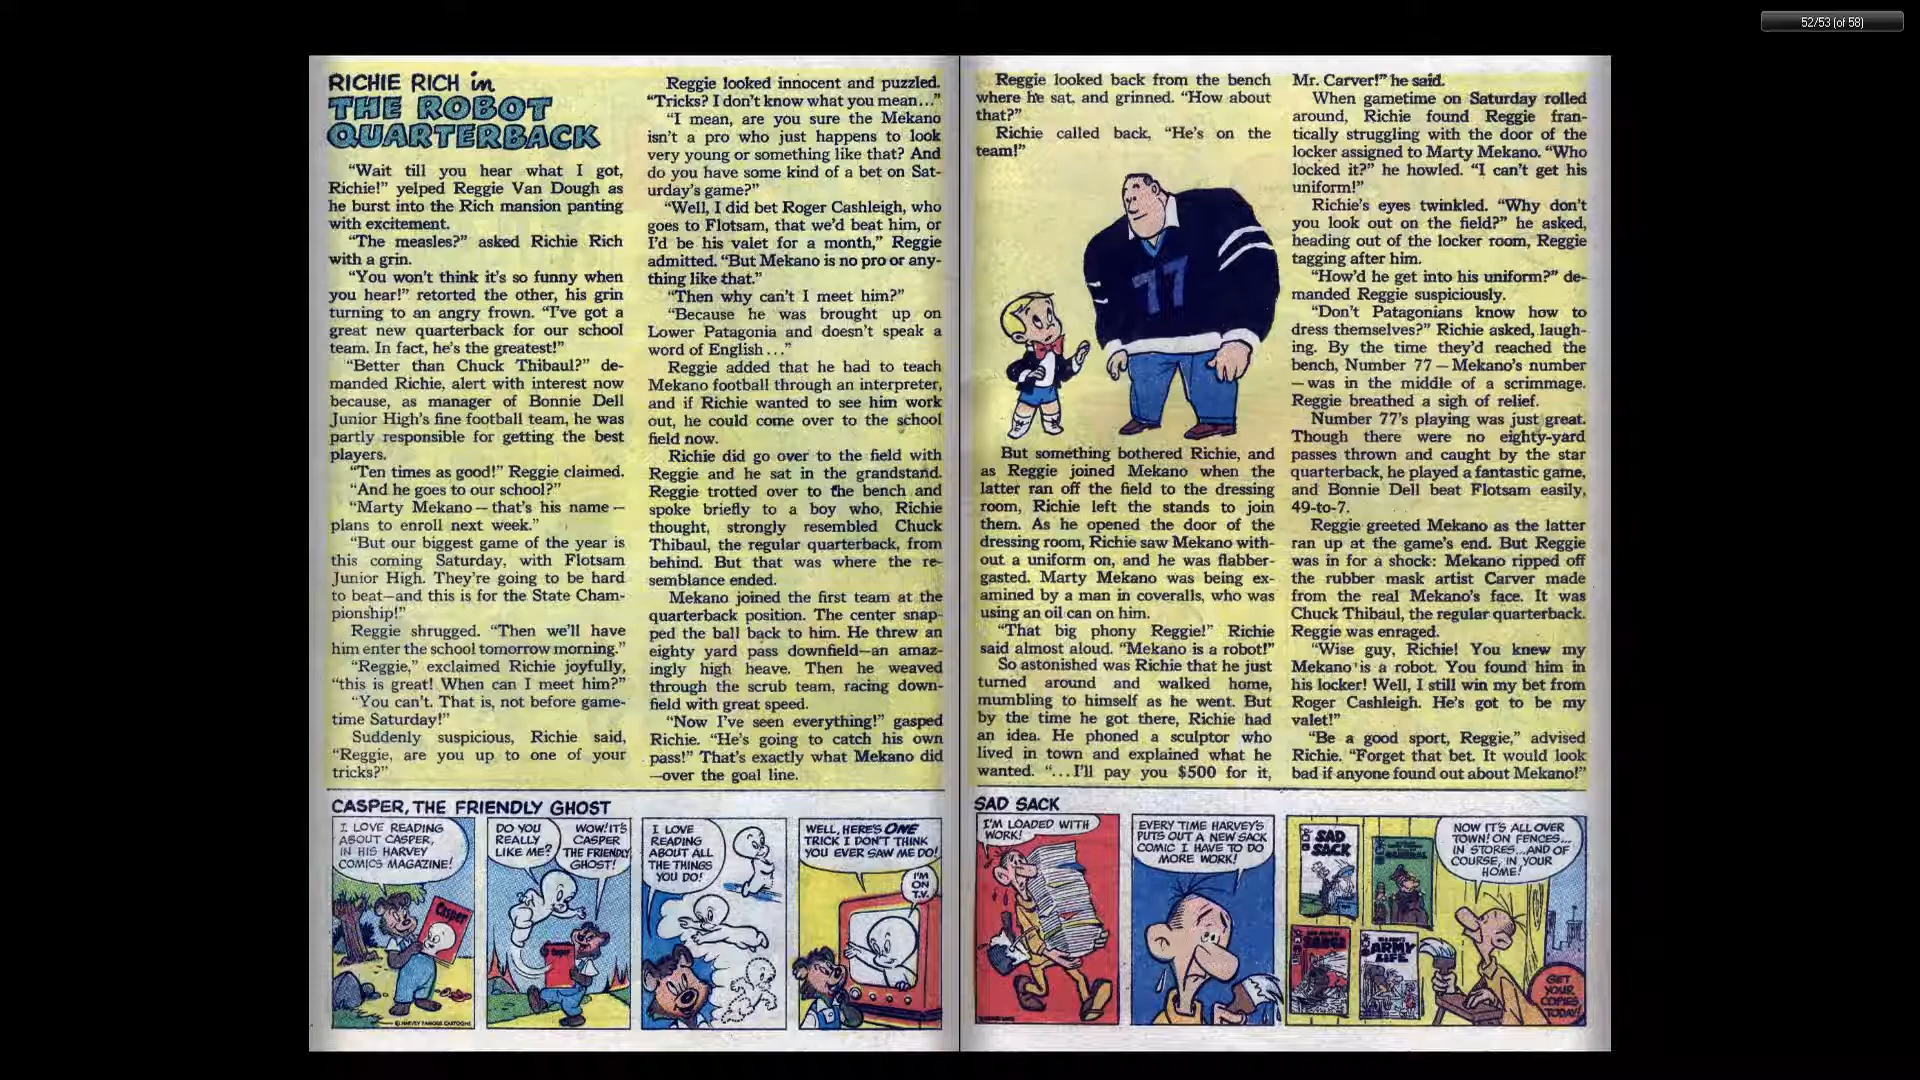 52/53 (of 58)
RICHIE RICH in
THE ROBOT
QUARTERBACK
“Wait till you hear what I got,
Richie!” yelped Reggie Van Dough as
he burst into the Rich mansion panting
with excitement.
“The measles?” asked Richie Rich
with a grin.
“You won’t think it’s so funny when
you hear!” retorted the other, his grin
turning to an angry frown. “I’ve got a
great new quarterback for our school
team. In fact, he’s the greatest!”
“Better than Chuck Thibaul?” de-
manded Richie, alert with interest now
because, as manager of Bonnie Dell
Junior High’s fine football team, he was
partly responsible for getting the best
players.
“Ten times as good!” Reggie claimed.
“And he goes to our school?”
“Marty Mekano — that’s his name —
plans to enroll next week.”
“But our biggest game of the year is
this coming Saturday, with Flotsam
Junior High. They’re going to be hard
to beat—and this is for the State Cham-
pionship!”
Reggie shrugged. “Then we’ll have
him enter the school tomorrow morning.”
“Reggie,” exclaimed Richie joyfully,
“this is great! When can I meet him?”
“You can’t. That is, not before game-
time Saturday!”
Suddenly suspicious, Richie said,
“Reggie, are you up to one of your
tricks?”
Reggie looked innocent and puzzled.
“Tricks? I don’t know what you mean...”
“I mean, are you sure the Mekano
isn’t a pro who just happens to look
very young or something like that? And
do you have some kind of a bet on Sat-
urday’s game?”
“Well, I did bet Roger Cashleigh, who
goes to Flotsam, that we’d beat him, or
I’d be his valet for a month,” Reggie
admitted. “But Mekano is no pro or any-
thing like that.”
“Then why can’t I meet him?”
“Because he was brought up on
Lower Patagonia and doesn’t speak a
word of English...”
Reggie added that he had to teach
Mekano football through an interpreter,
and if Richie wanted to see him work
out, he could come over to the school
field now.
Richie did go over to the field with
Reggie and he sat in the grandstand.
Reggie trotted over to the bench and
spoke briefly to a boy who, Richie
thought, strongly resembled Chuck
Thibaul, the regular quarterback, from
behind. But that was where the re-
semblance ended.
Mekano joined the first team at the
quarterback position. The center snap-
ped the ball back to him. He threw an
eighty yard pass downfield—an amaz-
ingly high heave. Then he weaved
through the scrub team, racing down-
field with great speed.
“Now I’ve seen everything!” gasped
Richie. “He’s going to catch his own
pass!” That’s exactly what Mekano did
—over the goal line.
Reggie looked back from the bench
where he sat, and grinned. “How about
that?”
Richie called back, “He’s on the
team!”
77
But something bothered Richie, and
as Reggie joined Mekano when the
latter ran off the field to the dressing
room, Richie left the stands to join
them. As he opened the door of the
dressing room, Richie saw Mekano with-
out a uniform on, and he was flabber-
gasted. Marty Mekano was being ex-
amined by a man in coveralls, who was
using an oil can on him.
“That big phony Reggie!” Richie
said almost aloud. “Mekano is a robot!”
So astonished was Richie that he just
turned around and walked home,
mumbling to himself as he went. But
by the time he got there, Richie had
an idea. He phoned a sculptor who
lived in town and explained what he
wanted. “...I’ll pay you $500 for it,
Mr. Carver!” he said.
When gametime on Saturday rolled
around, Richie found Reggie fran-
tically struggling with the door of the
locker assigned to Marty Mekano. “Who
locked it?” he howled. “I can’t get his
uniform!”
Richie’s eyes twinkled. “Why don’t
you look out on the field?” he asked,
heading out of the locker room, Reggie
tagging after him.
“How’d he get into his uniform?” de-
manded Reggie suspiciously.
“Don’t Patagonians know how to
dress themselves?” Richie asked, laugh-
ing. By the time they’d reached the
bench, Number 77 — Mekano’s number
— was in the middle of a scrimmage.
Reggie breathed a sigh of relief.
Number 77’s playing was just great.
Though there were no eighty-yard
passes thrown and caught by the star
quarterback, he played a fantastic game,
and Bonnie Dell beat Flotsam easily,
49-to-7.
Reggie greeted Mekano as the latter
ran up at the game’s end. But Reggie
was in for a shock: Mekano ripped off
the rubber mask artist Carver made
from the real Mekano’s face. It was
Chuck Thibaul, the regular quarterback.
Reggie was enraged.
“Wise guy, Richie! You knew my
Mekano is a robot. You found him in
his locker! Well, I still win my bet from
Roger Cashleigh. He’s got to be my
valet!”
“Be a good sport, Reggie,” advised
Richie. “Forget that bet. It would look
bad if anyone found out about Mekano!”
CASPER, THE FRIENDLY GHOST
I LOVE READING
ABOUT CASPER,
IN HIS HARVEY
COMICS MAGAZINE!
Casper
© HARVEY FAMOUS CARTOONS
DO YOU
REALLY
LIKE ME?
WOW! IT’S
CASPER
THE FRIENDLY
GHOST!
I LOVE
READING
ABOUT ALL
THE THINGS
YOU DO!
WELL, HERE’S ONE
TRICK I DON’T THINK
YOU EVER SAW ME DO!
I’M
ON
T.V.
SAD SACK
I’M LOADED WITH
WORK!
EVERY TIME HARVEY’S
PUTS OUT A NEW SACK
COMIC I HAVE TO DO
MORE WORK!
SAD
SACK
SARGE
ARMY
LIFE
NOW IT’S ALL OVER
TOWN! ON FENCES...
IN STORES...AND OF
COURSE, IN YOUR
HOME!
GET
YOUR
COPIES
TODAY!